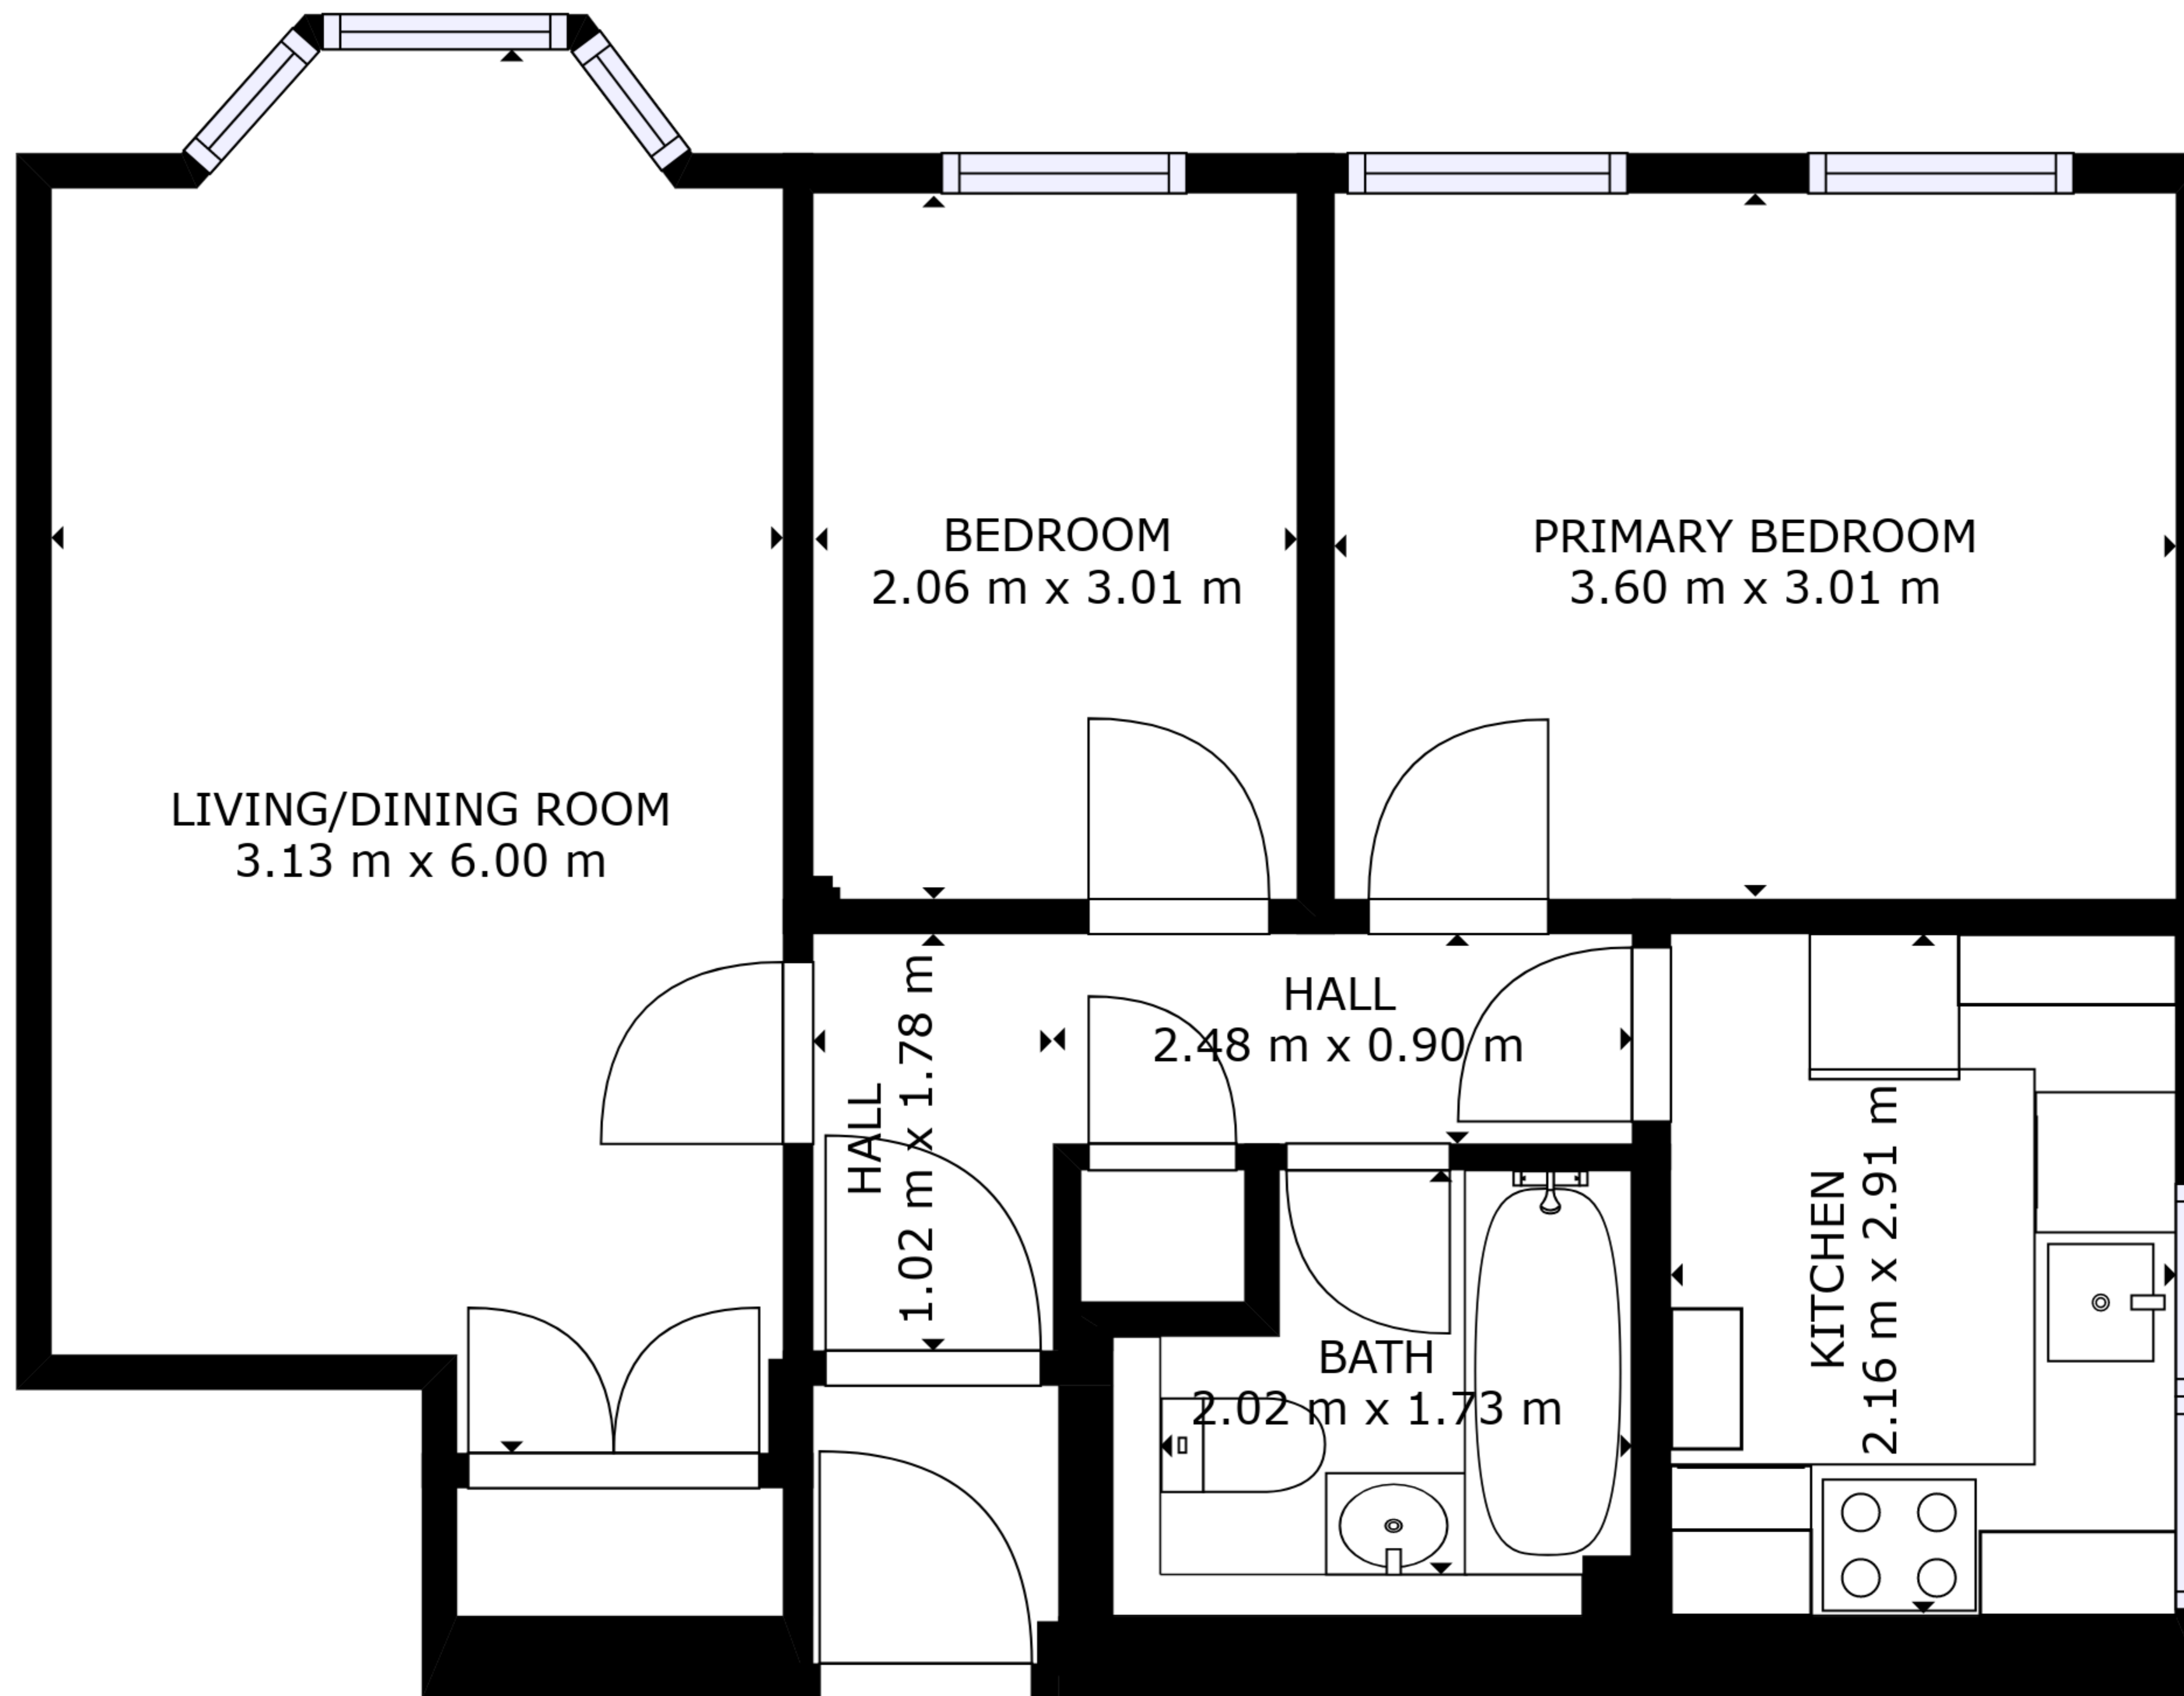 BEDROOM
2.06 m x 3.01 m
PRIMARY BEDROOM
3.60 m x 3.01 m
LIVING/DINING ROOM
3.13 m x 6.00 m
HALL
1.02 m x 1.78 m
HALL
2.48 m x 0.90 m
BATH
2.02 m x 1.73 m
KITCHEN
2.16 m x 2.91 m